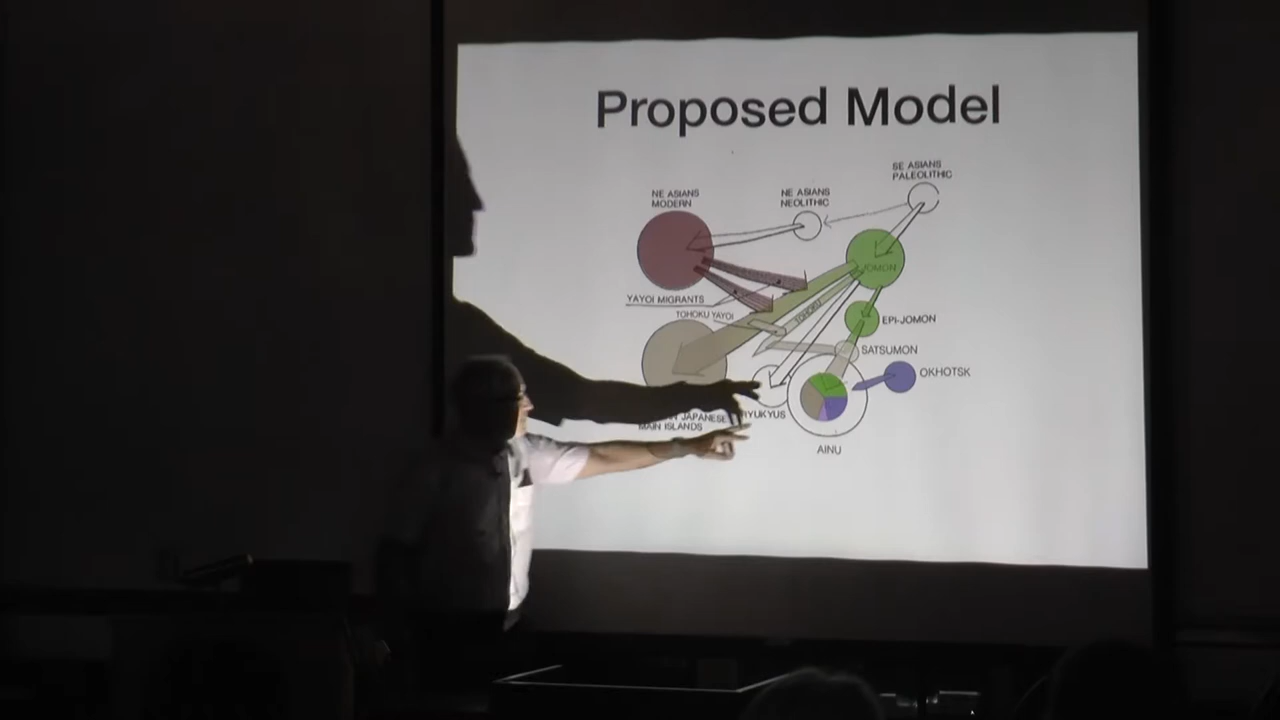 Proposed Model
SE ASIANS
PALEOLITHIC
NE ASIANS
MODERN
NE ASIANS
NEOLITHIC
JOMON
YAYOI MIGRANTS
TOHOKU YAYOI
TOHOKU
EPI-JOMON
SATSUMON
OKHOTSK
JAPANESE
MAIN ISLANDS
RYUKYUS
AINU